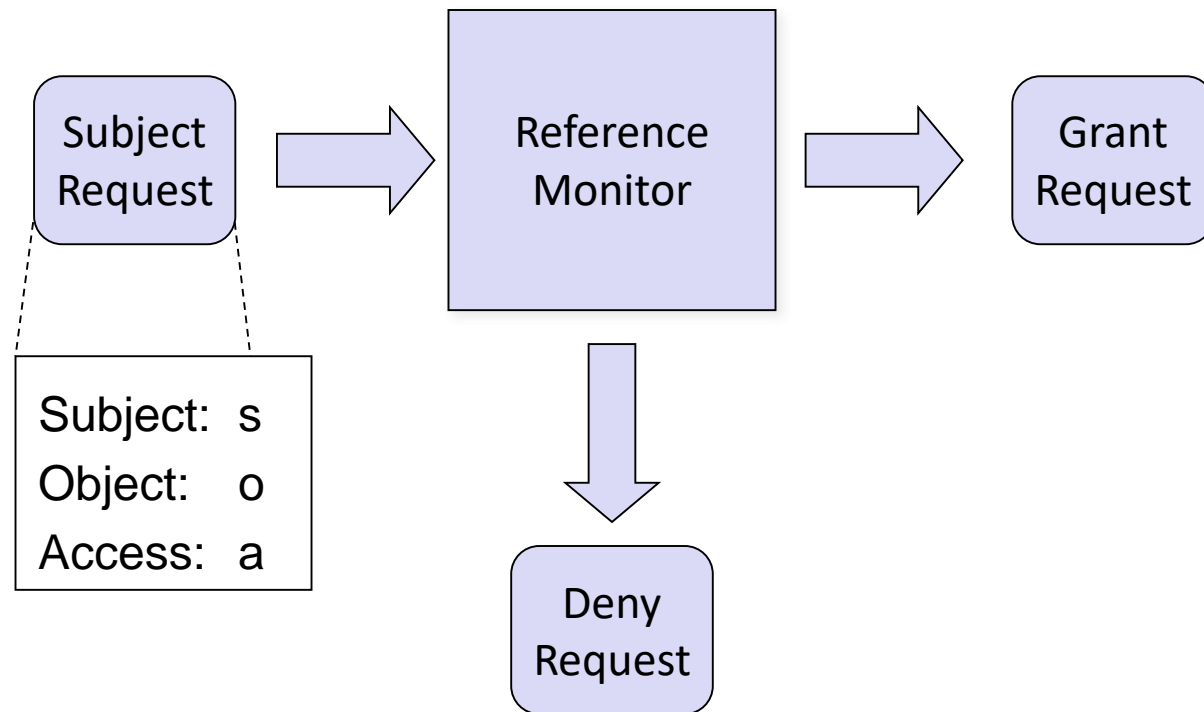 Subject
Request
Reference
Monitor
Grant
Request
Subject: s
Object: o
Access: a
Deny
Request